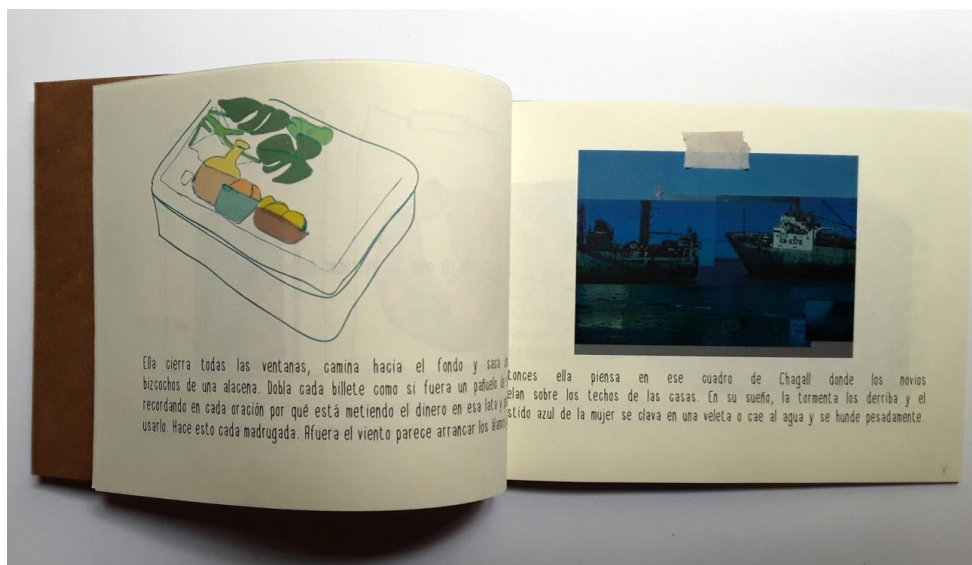 Ella cierra todas las ventanas, camina hacia el fondo y saca
bizcochos de una alacena. Dobla cada billete como si fuera un pañuelo
recordando en cada oración por qué está metiendo el dinero en esa lata y
usarlo. Hace esto cada madrugada. Afuera el viento parece arrancar los álamos
tonces ella piensa en ese cuadro de Chagall donde los novios
elan sobre los techos de las casas. En su sueño, la tormenta los derriba y el
stido azul de la mujer se clava en una veleta o cae al agua y se hunde pesadamente.